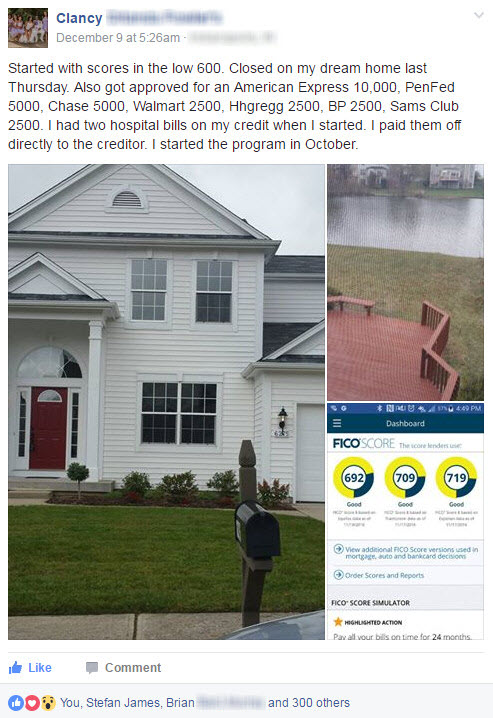 Clancy
December 9 at 5:26am ·
Started with scores in the low 600. Closed on my dream home last
Thursday. Also got approved for an American Express 10,000, PenFed
5000, Chase 5000, Walmart 2500, Hhgregg 2500, BP 2500, Sams Club
2500. I had two hospital bills on my credit when I started. I paid them off
directly to the creditor. I started the program in October.
4:49 PM
Dashboard
FICO SCORE The score lenders use
692 709 719
Good Good Good
View additional FICO Score versions used in
mortgage, auto and bankcard decisions
Order Scores and Reports
FICO SCORE SIMULATOR
HIGHLIGHTED ACTION
Pay all your bills on time for 24 months.
Like Comment
You, Stefan James, Brian and 300 others